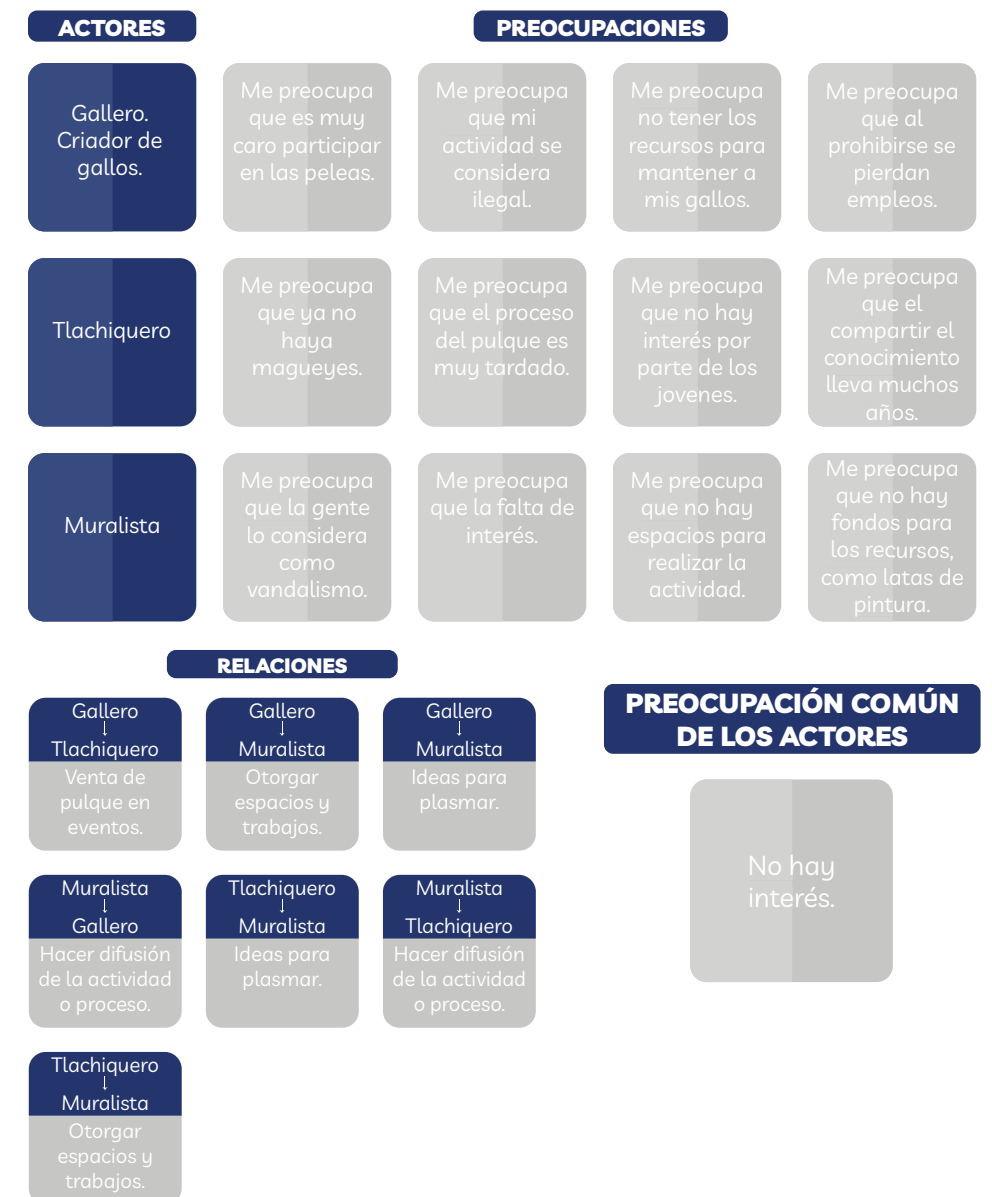 ACTORES
PREOCUPACIONES
Gallero.
Criador de
gallos.
Me preocupa
que es muy
caro participar
en las peleas.
Me preocupa
que mi
actividad se
considera
ilegal.
Me preocupa
no tener los
recursos para
mantener a
mis gallos.
Me preocupa
que al
prohibirse se
pierdan
empleos.
Tlachiquero
Me preocupa
que ya no
haya
magueyes.
Me preocupa
que el proceso
del pulque es
muy tardado.
Me preocupa
que no hay
interés por
parte de los
jovenes.
Me preocupa
que el
compartir el
conocimiento
lleva muchos
años.
Muralista
Me preocupa
que la gente
lo considera
como
vandalismo.
Me preocupa
que la falta de
interés.
Me preocupa
que no hay
espacios para
realizar la
actividad.
Me preocupa
que no hay
fondos para
los recursos,
como latas de
pintura.
RELACIONES
Gallero
↓
Tlachiquero
Venta de
pulque en
eventos.
Gallero
↓
Muralista
Otorgar
espacios y
trabajos.
Gallero
↓
Muralista
Ideas para
plasmar.
Muralista
↓
Gallero
Hacer difusión
de la actividad
o proceso.
Tlachiquero
↓
Muralista
Ideas para
plasmar.
Muralista
↓
Tlachiquero
Hacer difusión
de la actividad
o proceso.
Tlachiquero
↓
Muralista
Otorgar
espacios y
trabajos.
PREOCUPACIÓN COMÚN
DE LOS ACTORES
No hay
interés.